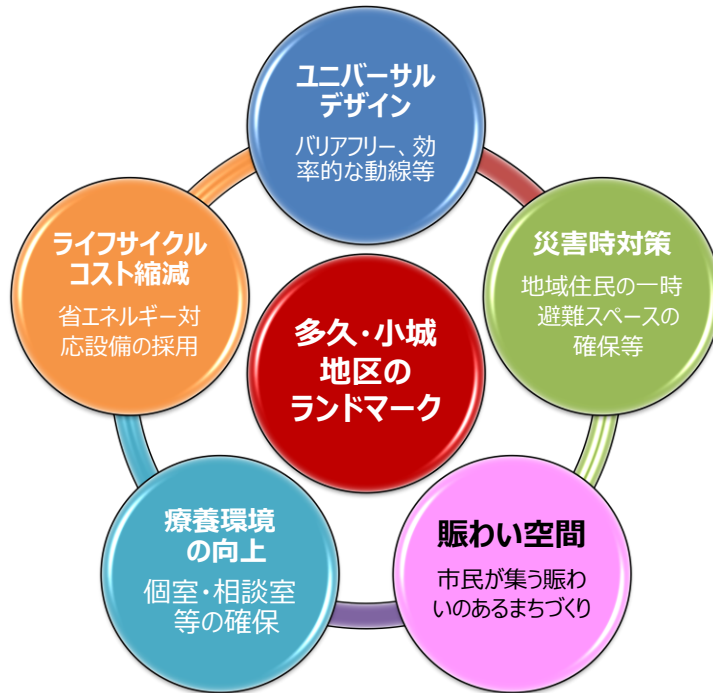 ユニバーサル
デザイン
バリアフリー、効
率的な動線等
災害時対策
地域住民の一時
避難スペースの
確保等
賑わい空間
市民が集う賑わ
いのあるまちづくり
療養環境
の向上
個室・相談室
等の確保
ライフサイクル
コスト縮減
省エネルギー対
応設備の採用
多久・小城
地区の
ランドマーク